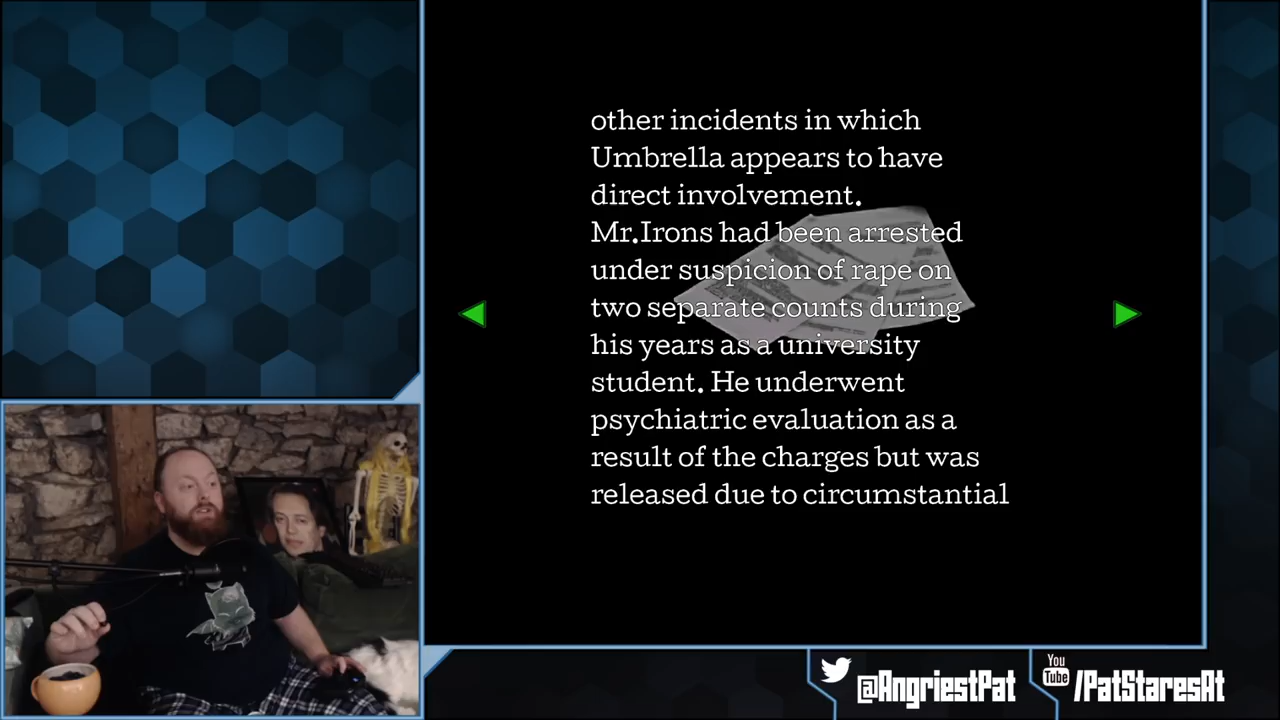 other incidents in which
Umbrella appears to have
direct involvement.
Mr.Irons had been arrested
under suspicion of rape on
two separate counts during
his years as a university
student. He underwent
psychiatric evaluation as a
result of the charges but was
released due to circumstantial
@AngriestPat
You
Tube
/PatStaresAt